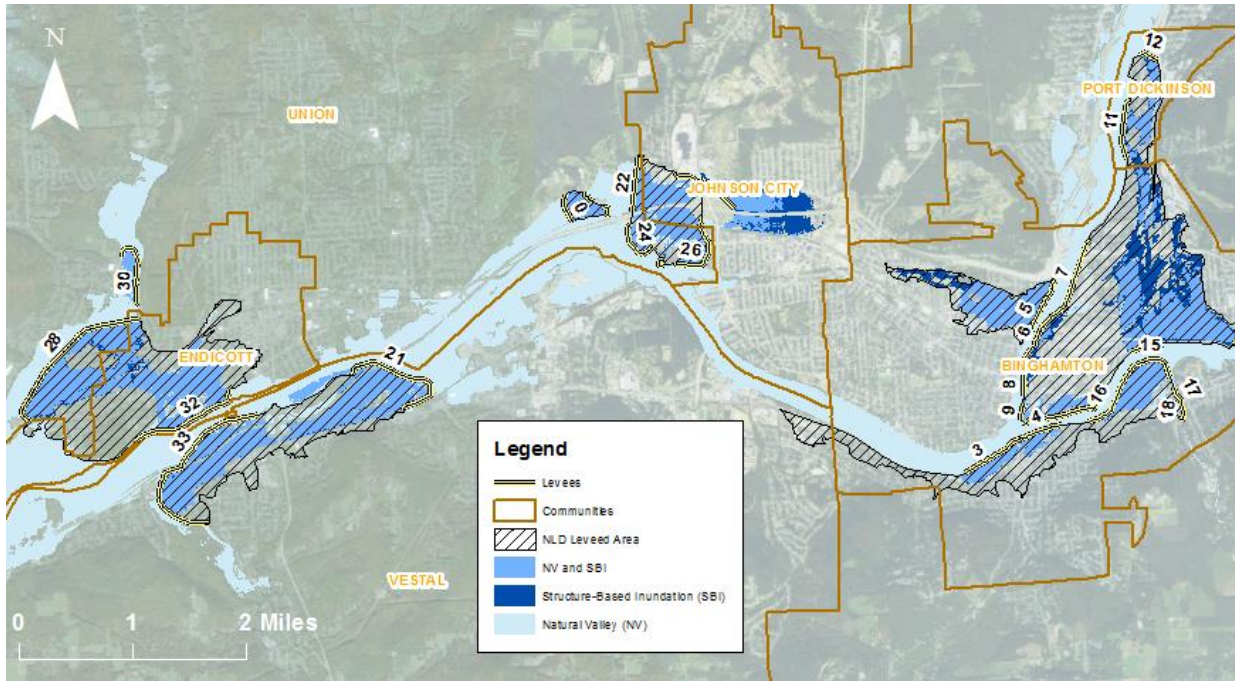 N
12
PORT DICKINSON
UNION
11
22
JOHNSON CITY
0
24
26
30
7
5
6
28
21
ENDICOTT
15
BINGHAMTON
32
8
16
17
9
4
18
33
3
Legend
Levees
Communities
NLD Leveed Area
NV and SBI
Structure-Based Inundation (SBI)
Natural Valley (NV)
VESTAL
0 1 2 Miles